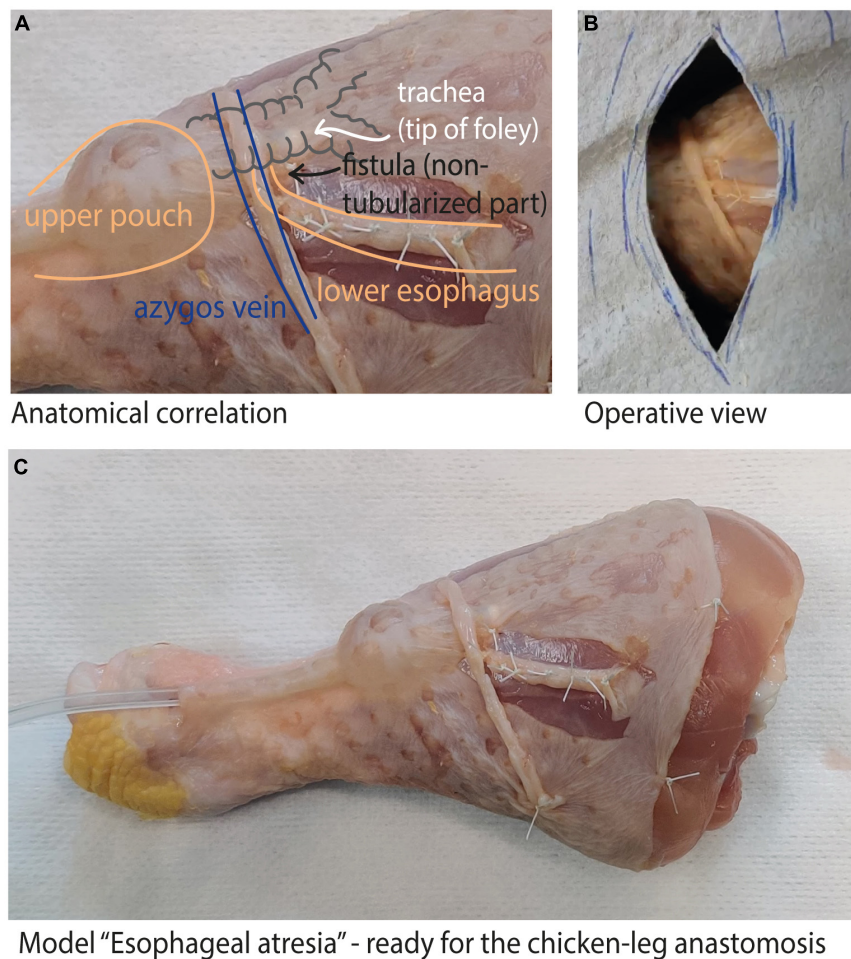 A
trachea
(tip of foley)
fistula (non-
tubularized part)
upper pouch
lower esophagus
azygos vein
Anatomical correlation
B
Operative view
C
Model “Esophageal atresia” - ready for the chicken-leg anastomosis